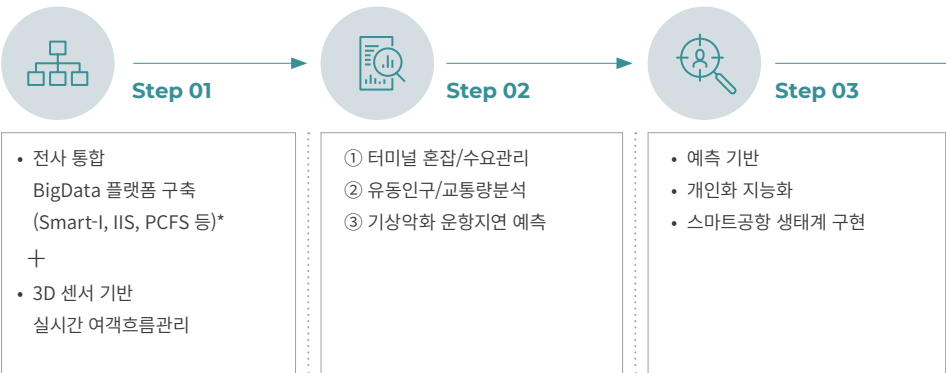 Step 01
Step 02
Step 03
• 전사 통합
BigData 플랫폼 구축
(Smart-I, IIS, PCFS 등)*
+
• 3D 센서 기반
실시간 여객흐름관리
① 터미널 혼잡/수요관리
② 유동인구/교통량분석
③ 기상악화 운항지연 예측
• 예측 기반
• 개인화 지능화
• 스마트공항 생태계 구현